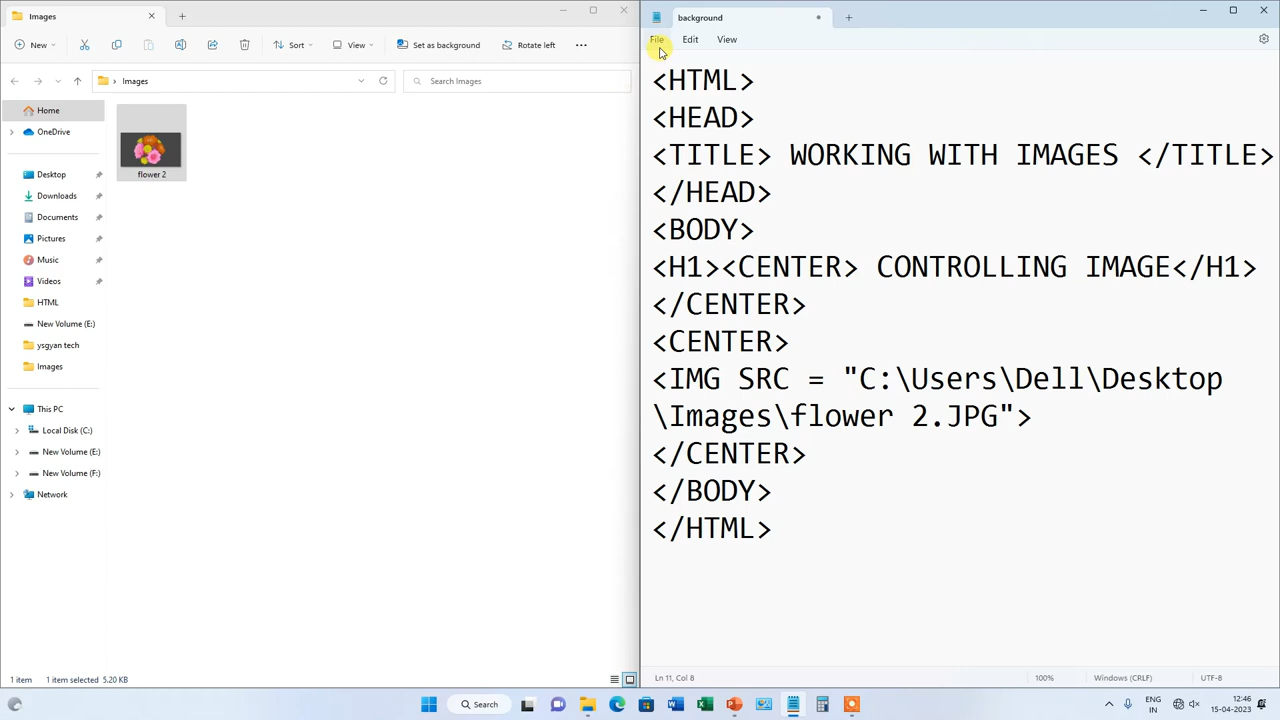 Images
background
New
Sort
View
Set as background
Rotate left
File
Edit
View
Images
Search Images
Home
OneDrive
Desktop
Downloads
Documents
Pictures
Music
Videos
HTML
New Volume (E:)
ysgyan tech
Images
This PC
Local Disk (C:)
New Volume (E:)
New Volume (F:)
Network
flower 2
<HTML>
<HEAD>
<TITLE> WORKING WITH IMAGES </TITLE>
</HEAD>
<BODY>
<H1><CENTER> CONTROLLING IMAGE</H1>
</CENTER>
<CENTER>
<IMG SRC = "C:\Users\Dell\Desktop
\Images\flower 2.JPG">
</CENTER>
</BODY>
</HTML>
1 item
1 item selected 5.20 KB
Ln 11, Col 8
100%
Windows (CRLF)
UTF-8
Search
ENG
IN
12:46
15-04-2023